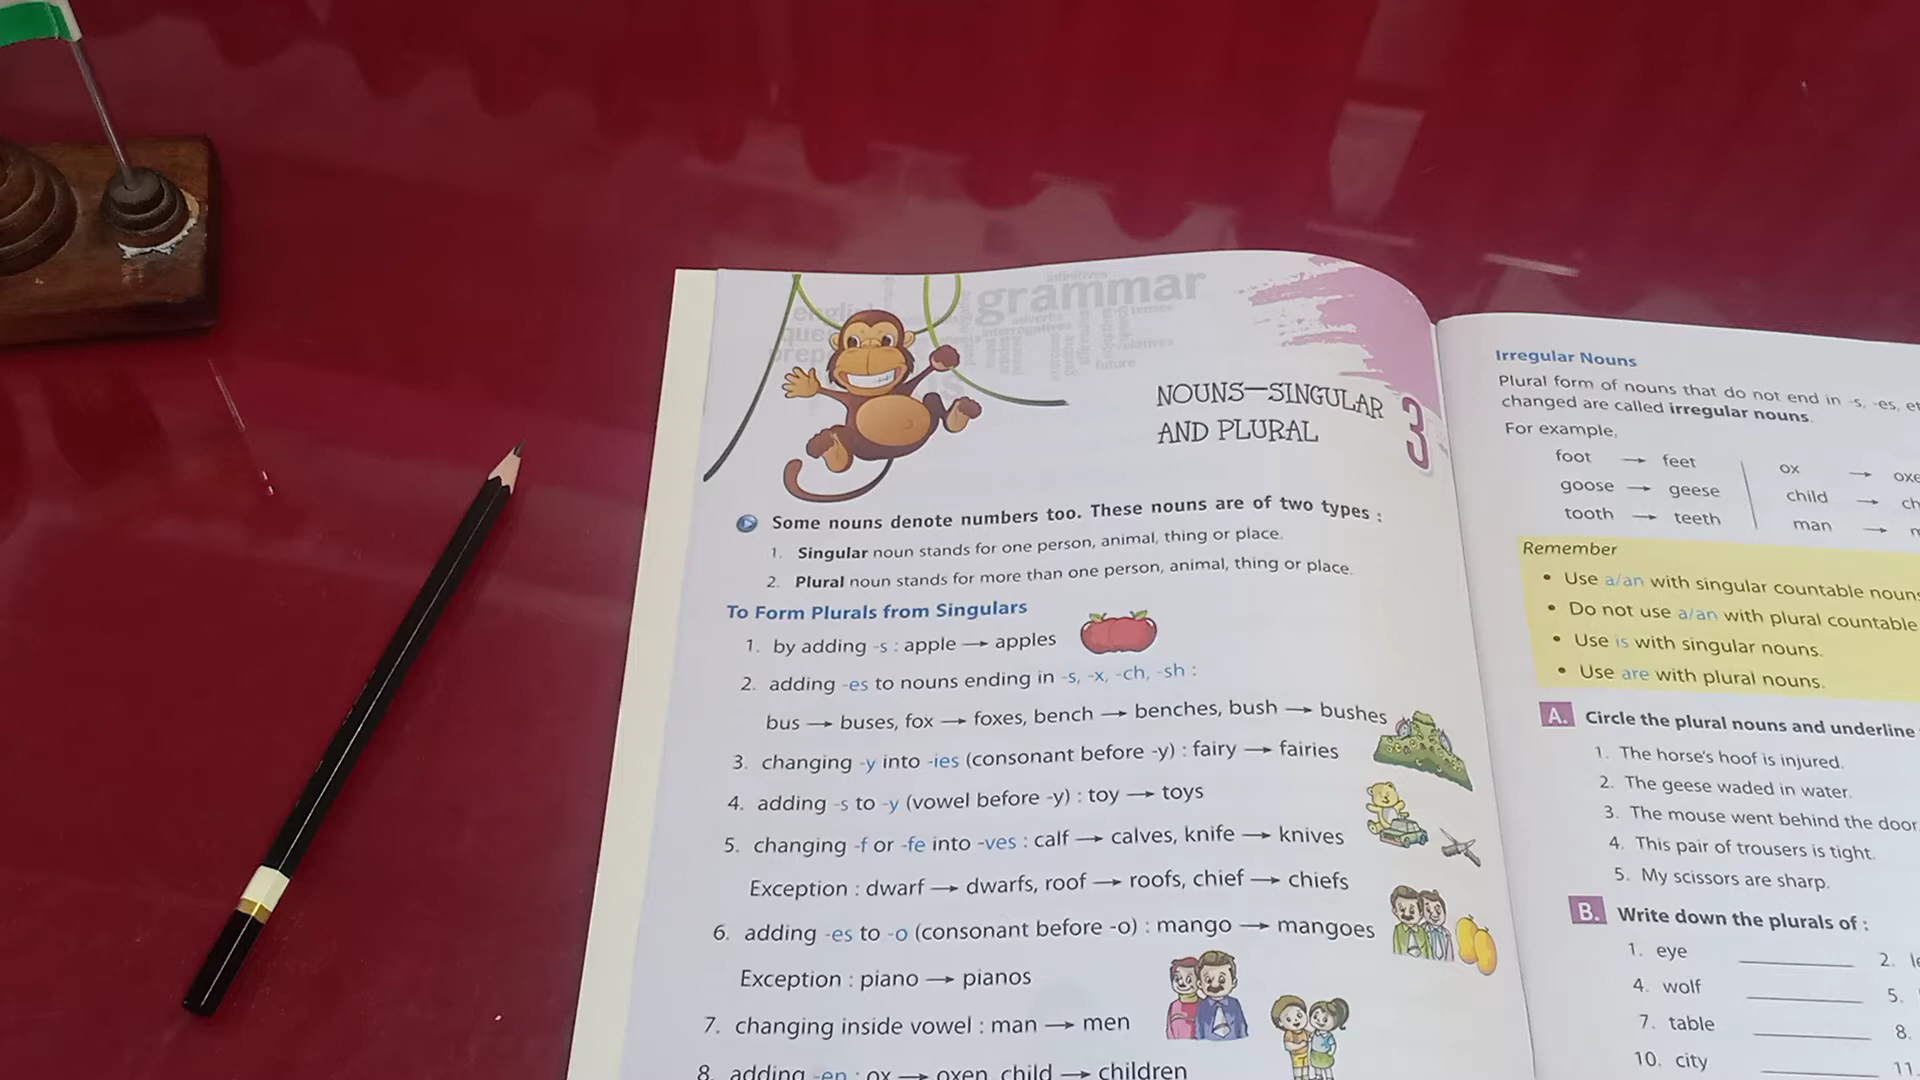 grammar
infinitives
adverbs
tenses
interrogatives
relatives
future
NOUNS—SINGULAR
AND PLURAL
3
Some nouns denote numbers too. These nouns are of two types :
1. Singular noun stands for one person, animal, thing or place.
2. Plural noun stands for more than one person, animal, thing or place.
To Form Plurals from Singulars
1. by adding -s : apple → apples
2. adding -es to nouns ending in -s, -x, -ch, -sh :
bus → buses, fox → foxes, bench → benches, bush → bushes
3. changing -y into -ies (consonant before -y) : fairy → fairies
4. adding -s to -y (vowel before -y) : toy → toys
5. changing -f or -fe into -ves : calf → calves, knife → knives
Exception : dwarf → dwarfs, roof → roofs, chief → chiefs
6. adding -es to -o (consonant before -o) : mango → mangoes
Exception : piano → pianos
7. changing inside vowel : man → men
8. adding -en : ox → oxen, child → children
Irregular Nouns
Plural form of nouns that do not end in -s, -es,
changed are called irregular nouns.
For example,
foot → feet ox →
goose → geese child →
tooth → teeth man →
Remember
• Use a/an with singular countable
• Do not use a/an with plural countable
• Use is with singular nouns.
• Use are with plural nouns.
A. Circle the plural nouns and underline
1. The horse's hoof is injured.
2. The geese waded in water.
3. The mouse went behind the door
4. This pair of trousers is tight.
5. My scissors are sharp.
B. Write down the plurals of :
1. eye 2.
4. wolf 5.
7. table 8.
10. city 11.